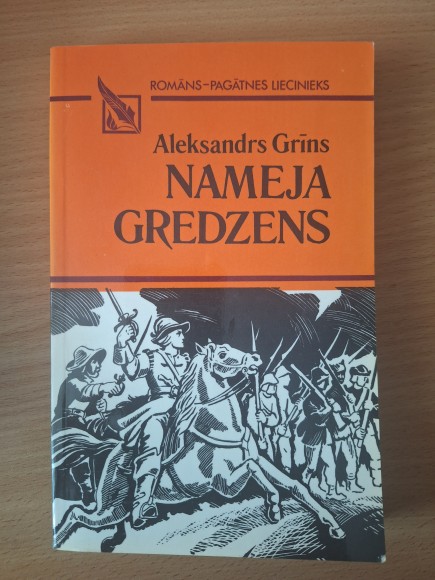 ROMĀNS–PAGĀTNES LIECINIEKS
Aleksandrs Grīns
NAMEJA
GREDZENS